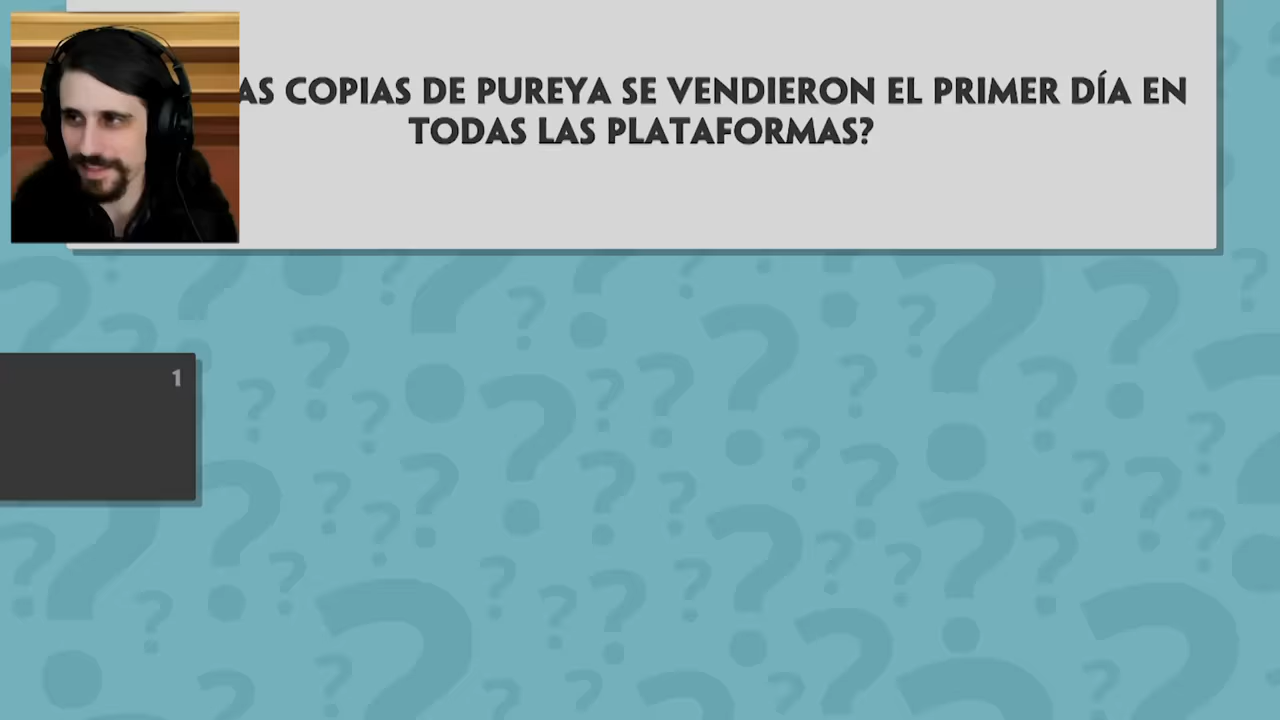 AS COPIAS DE PUREYA SE VENDIERON EL PRIMER DÍA EN
TODAS LAS PLATAFORMAS?
1